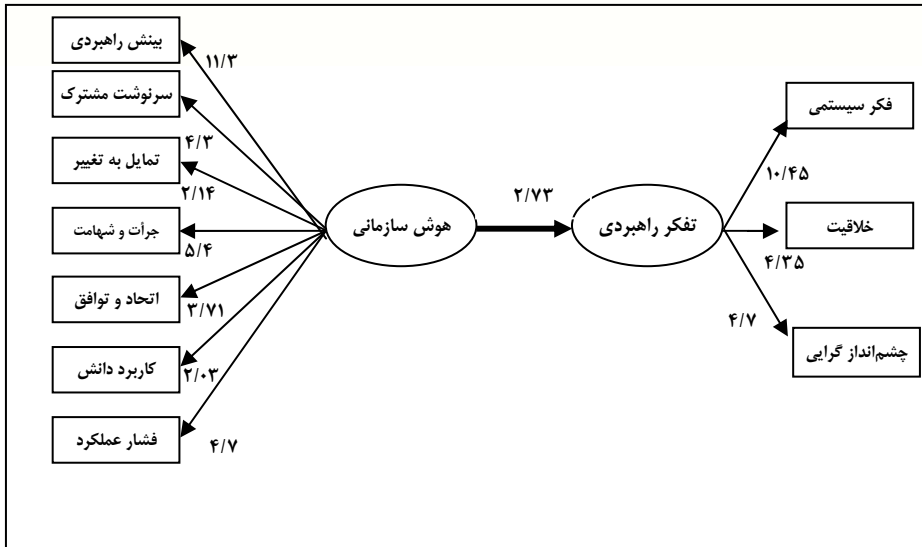 بینش راهبردی
۱۱/۳
سرنوشت مشترک
۴/۳
تمایل به تغییر
۲/۱۴
جرأت و شهامت
۵/۴
اتحاد و توافق
۳/۷۱
کاربرد دانش
۲/۰۳
فشار عملکرد
۴/۷
هوش سازمانی
۲/۷۳
تفکر راهبردی
فکر سیستمی
۱۰/۴۵
خلاقیت
۴/۳۵
چشم‌انداز گرایی
۴/۷